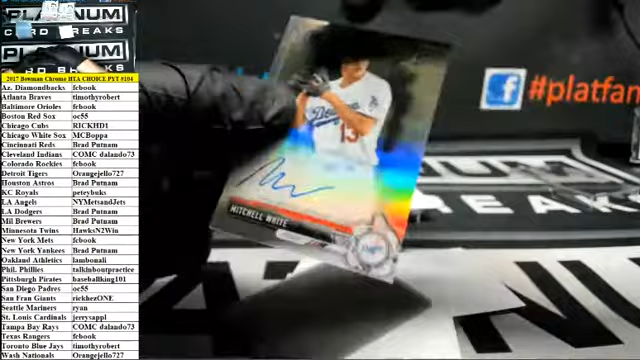 PLATINUM
CARD BREAKS
PLATINUM
2017 Bowman Chrome HTA CHOICE PYT #184
Az. Diamondbacks fcbook
Atlanta Braves timothyrobert
Baltimore Orioles fcbook
Boston Red Sox oc55
Chicago Cubs RICKHD1
Chicago White Sox MCBoppa
Cincinnati Reds Brad Putnam
Cleveland Indians COMC dalando73
Colorado Rockies fcbook
Detroit Tigers Orangejello727
Houston Astros Brad Putnam
KC Royals peteybuks
LA Angels NYMetsandJets
LA Dodgers Brad Putnam
Mil Brewers Brad Putnam
Minnesota Twins HawksN2Win
New York Mets fcbook
New York Yankees Brad Putnam
Oakland Athletics lambonali
Phil. Phillies talkinboutpractice
Pittsburgh Pirates baseballking101
San Diego Padres oc55
San Fran Giants rickhezONE
Seattle Mariners ryan
St. Louis Cardinals jerrysappl
Tampa Bay Rays COMC dalando73
Texas Rangers fcbook
Toronto Blue Jays timothyrobert
Wash Nationals Orangejello727
f #platfan
Dodgers
13
MITCHELL WHITE
REAKS